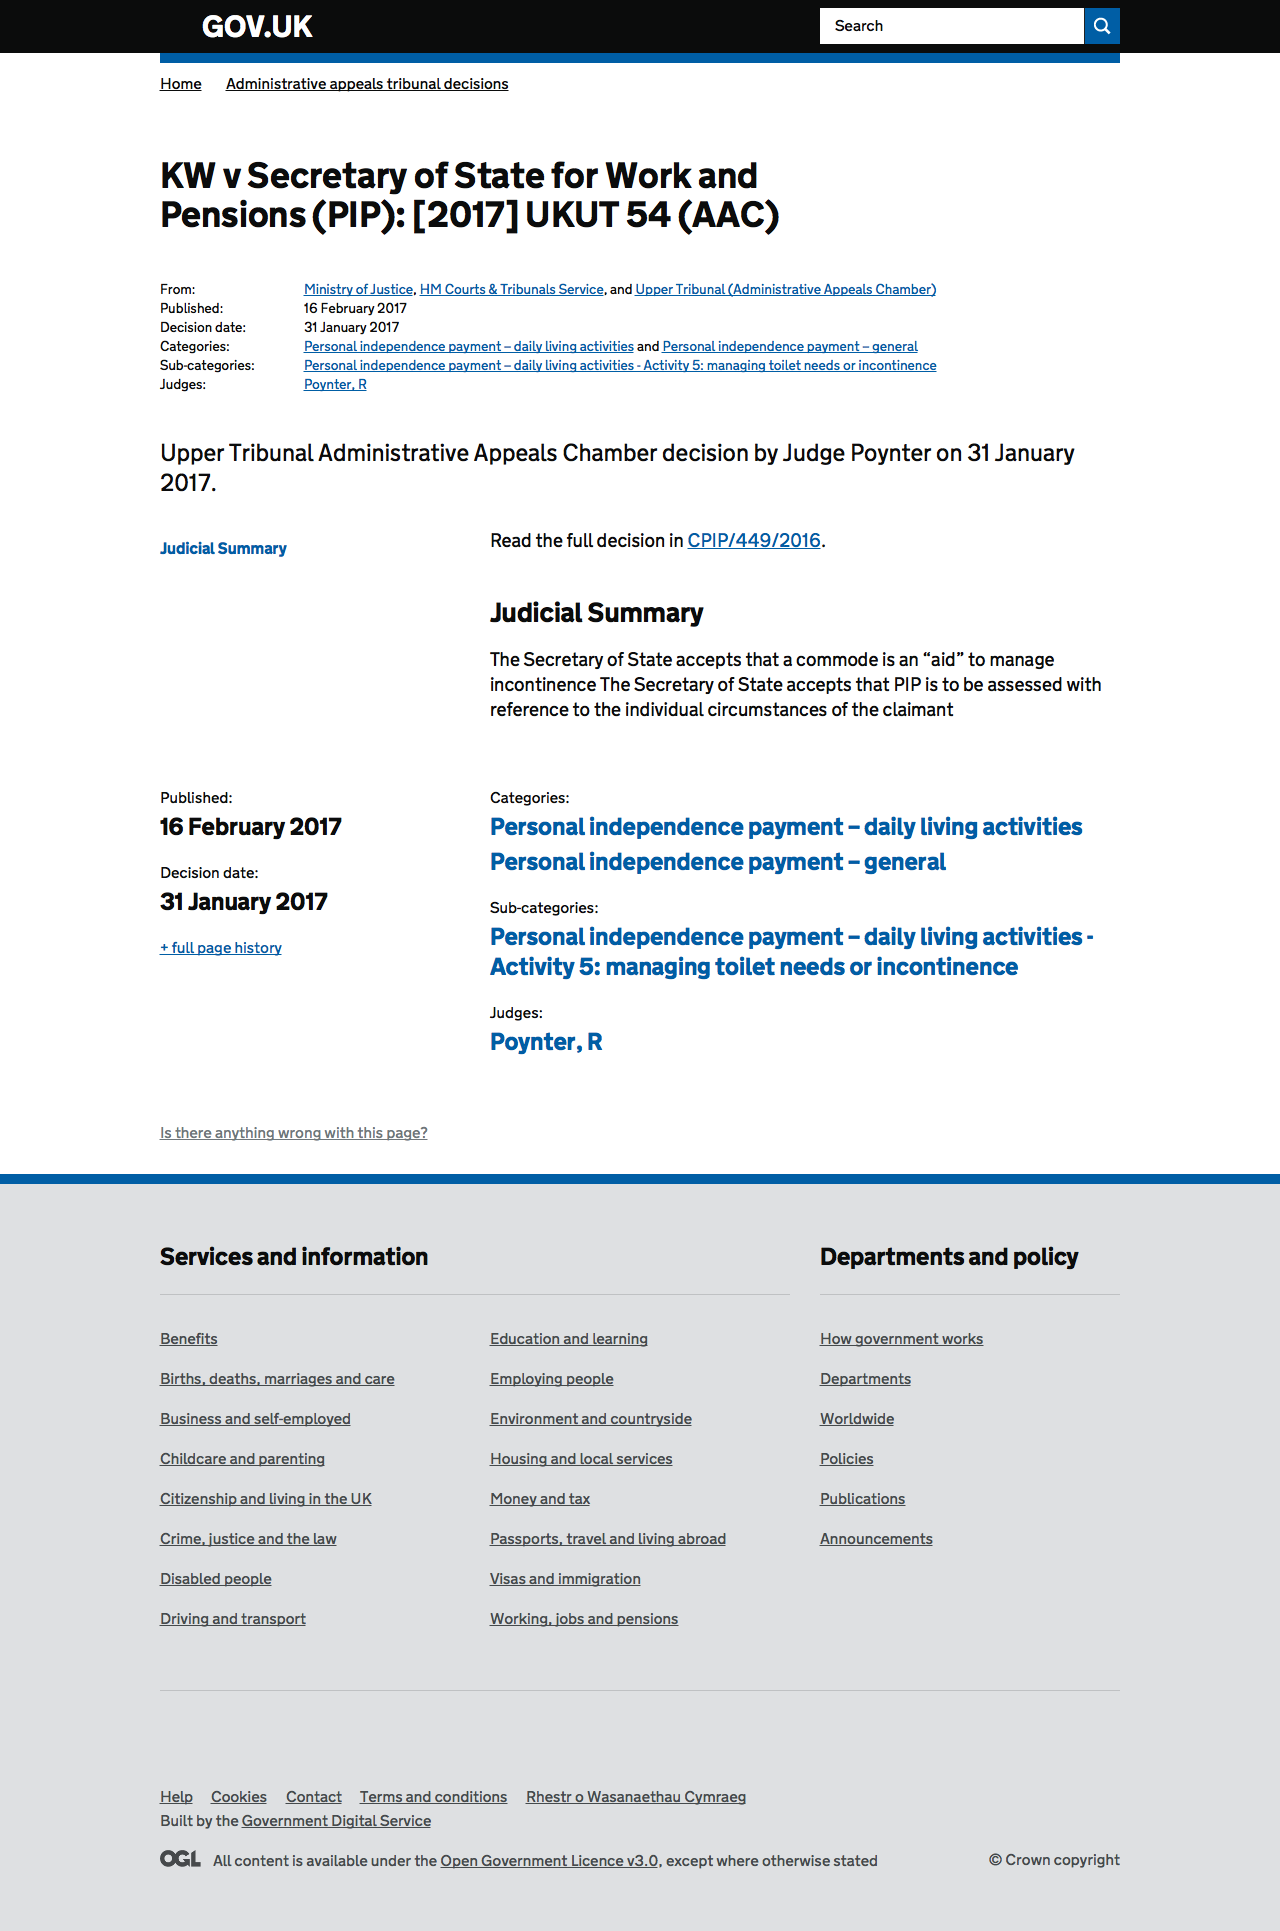 GOV.UK
Search
Home Administrative appeals tribunal decisions
KW v Secretary of State for Work and
Pensions (PIP): [2017] UKUT 54 (AAC)
From: Ministry of Justice, HM Courts & Tribunals Service, and Upper Tribunal (Administrative Appeals Chamber)
Published: 16 February 2017
Decision date: 31 January 2017
Categories: Personal independence payment – daily living activities and Personal independence payment – general
Sub-categories: Personal independence payment – daily living activities - Activity 5: managing toilet needs or incontinence
Judges: Poynter, R
Upper Tribunal Administrative Appeals Chamber decision by Judge Poynter on 31 January
2017.
Judicial Summary
Read the full decision in CPIP/449/2016.
Judicial Summary
The Secretary of State accepts that a commode is an “aid” to manage
incontinence The Secretary of State accepts that PIP is to be assessed with
reference to the individual circumstances of the claimant
Published:
16 February 2017
Decision date:
31 January 2017
+ full page history
Categories:
Personal independence payment – daily living activities
Personal independence payment – general
Sub-categories:
Personal independence payment – daily living activities -
Activity 5: managing toilet needs or incontinence
Judges:
Poynter, R
Is there anything wrong with this page?
Services and information
Benefits
Births, deaths, marriages and care
Business and self-employed
Childcare and parenting
Citizenship and living in the UK
Crime, justice and the law
Disabled people
Driving and transport
Education and learning
Employing people
Environment and countryside
Housing and local services
Money and tax
Passports, travel and living abroad
Visas and immigration
Working, jobs and pensions
Departments and policy
How government works
Departments
Worldwide
Policies
Publications
Announcements
Help Cookies Contact Terms and conditions Rhestr o Wasanaethau Cymraeg
Built by the Government Digital Service
OGL All content is available under the Open Government Licence v3.0, except where otherwise stated
© Crown copyright